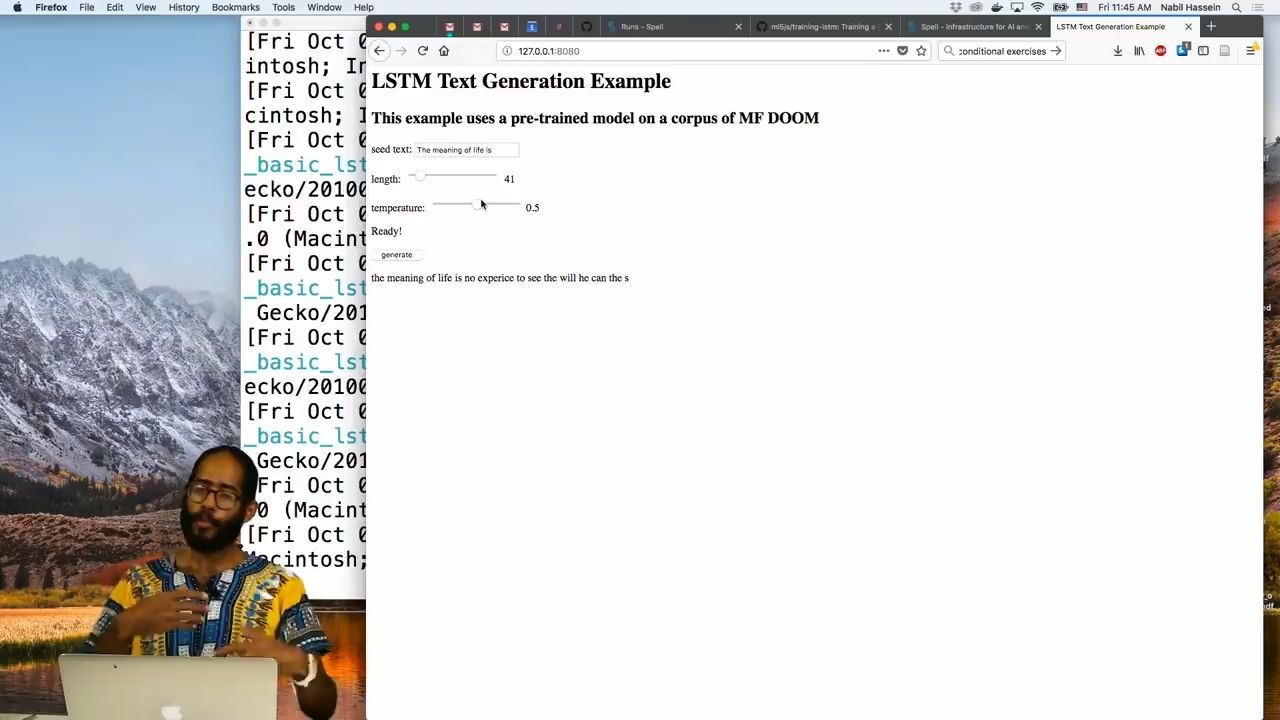 Firefox File Edit View History Bookmarks Tools Window Help Fri 11:45 AM Nabil Hassein
Runs - Spell
ml5js/training-lstm: Training a
Spell - Infrastructure for AI and
LSTM Text Generation Example
127.0.0.1:8080
conditional exercises
LSTM Text Generation Example
This example uses a pre-trained model on a corpus of MF DOOM
seed text: The meaning of life is
length: 41
temperature: 0.5
Ready!
generate
the meaning of life is no experice to see the will he can the s
[Fri Oct 0
intosh; In
[Fri Oct 0
cintosh; I
[Fri Oct 0
_basic_lst
ecko/20100
[Fri Oct 0
.0 (Macint
[Fri Oct 0
_basic_lst
Gecko/201
[Fri Oct 0
_basic_lst
ecko/20100
[Fri Oct 0
_basic_lst
Gecko/201
Fri Oct 0
0 (Macint
[Fri Oct 0
Macintosh;